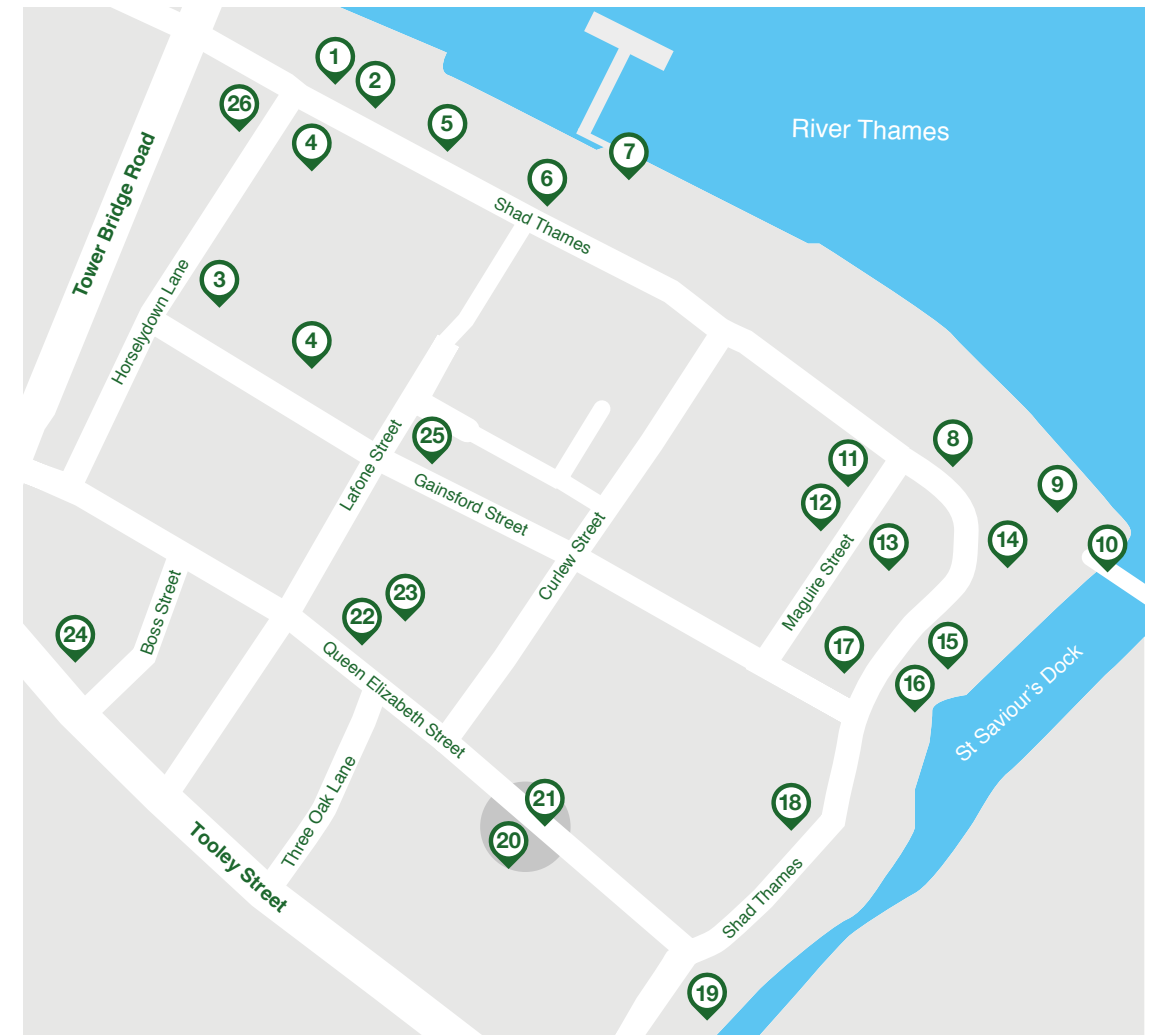 1
2
26
5
4
River Thames
7
6
Tower Bridge Road
Shad Thames
3
Horselydown Lane
4
25
Lafone Street
Gainsford Street
8
11
9
12
Curlew Street
13
14
10
Maguire Street
23
22
24
Boss Street
17
15
16
St Saviour's Dock
Queen Elizabeth Street
21
18
20
Three Oak Lane
Tooley Street
Shad Thames
19